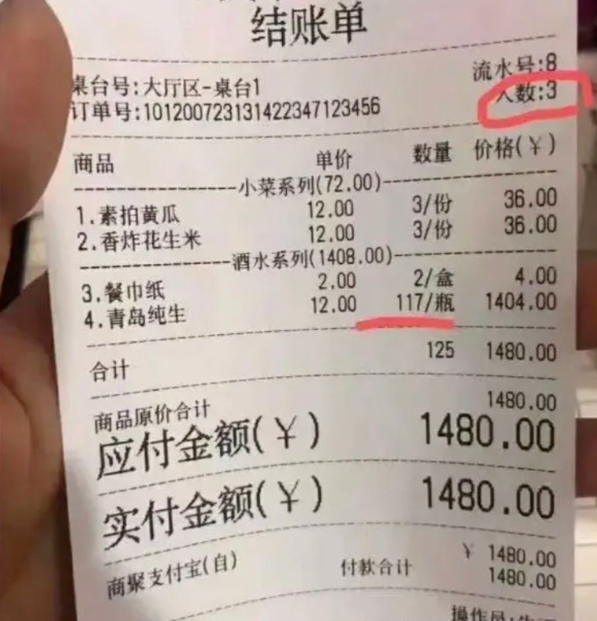 结账单
桌台号:大厅区-桌台1 流水号:8
订单号:101200723131422347123456 人数:3
商品 单价 数量 价格(￥)
----------------小菜系列(72.00)----------------
1.素拍黄瓜 12.00 3/份 36.00
2.香炸花生米 12.00 3/份 36.00
----------------酒水系列(1408.00)----------------
3.餐巾纸 2.00 2/盒 4.00
4.青岛纯生 12.00 117/瓶 1404.00
合计 125 1480.00
商品原价合计 1480.00
应付金额(￥) 1480.00
实付金额(￥) 1480.00
商聚支付宝(自) ￥ 1480.00
付款合计 1480.00
操作员: